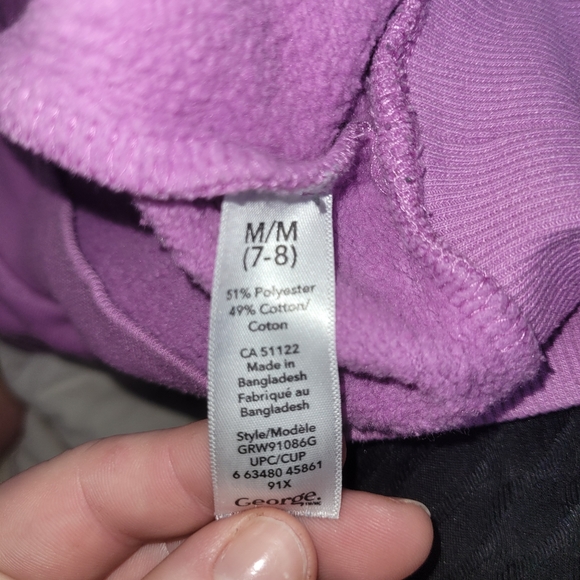 M/M
(7-8)
51% Polyester
49% Cotton/
Coton
CA 51122
Made in
Bangladesh
Fabriqué au
Bangladesh
Style/Modèle
GRW91086G
UPC/CUP
6 63480 45861
91X
George.